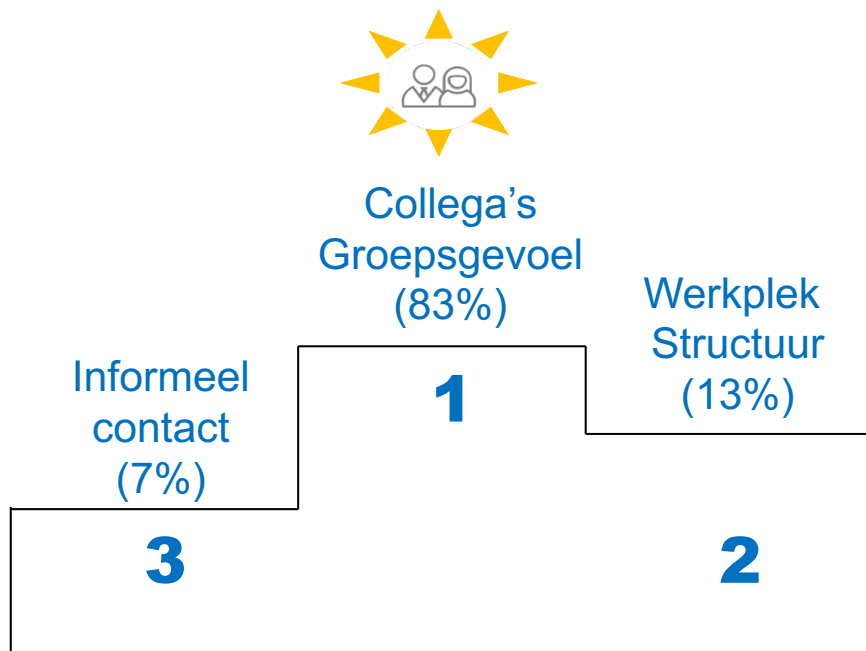 Collega’s
Groepsgevoel
(83%)
1
Werkplek
Structuur
(13%)
2
Informeel
contact
(7%)
3